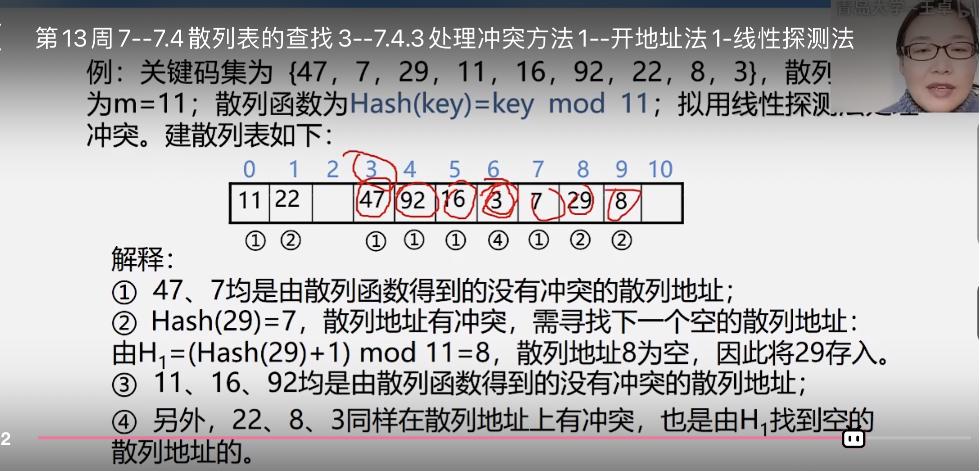 第13周7--7.4散列表的查找3--7.4.3处理冲突方法1--开地址法1-线性探测法
例：关键码集为 {47，7，29，11，16，92，22，8，3}，散列
为m=11；散列函数为Hash(key)=key mod 11；拟用线性探测法处理
冲突。建散列表如下：
0 1 2 3 4 5 6 7 8 9 10
11 22 47 92 16 3 7 29 8
① ② ① ① ① ④ ① ② ②
解释：
① 47、7均是由散列函数得到的没有冲突的散列地址；
② Hash(29)=7，散列地址有冲突，需寻找下一个空的散列地址：
由H₁=(Hash(29)+1) mod 11=8，散列地址8为空，因此将29存入。
③ 11、16、92均是由散列函数得到的没有冲突的散列地址；
④ 另外，22、8、3同样在散列地址上有冲突，也是由H₁找到空的
散列地址的。
2